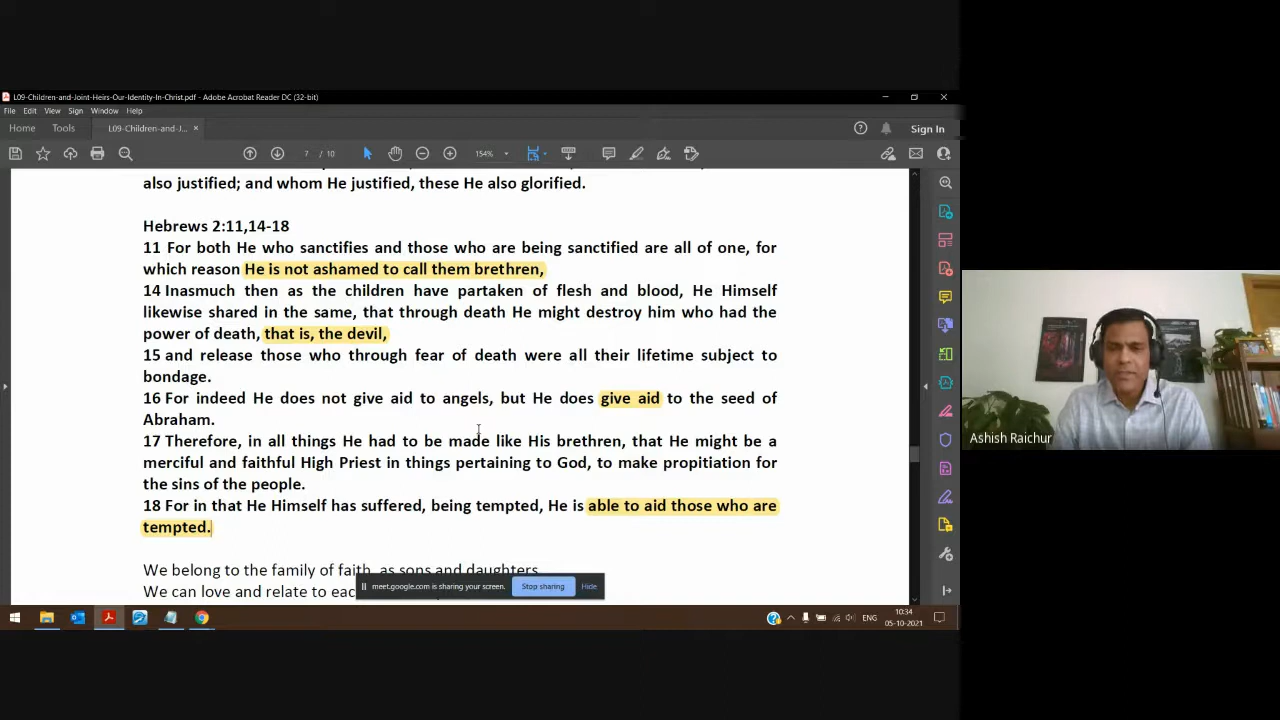 L09-Children-and-Joint-Heirs-Our-Identity-In-Christ.pdf - Adobe Acrobat Reader DC (32-bit)
File Edit View Sign Window Help
Home Tools L09-Children-and-J... × Sign In
7 / 10 154%
also justified; and whom He justified, these He also glorified.
Hebrews 2:11,14-18
11 For both He who sanctifies and those who are being sanctified are all of one, for
which reason He is not ashamed to call them brethren,
14 Inasmuch then as the children have partaken of flesh and blood, He Himself
likewise shared in the same, that through death He might destroy him who had the
power of death, that is, the devil,
15 and release those who through fear of death were all their lifetime subject to
bondage.
16 For indeed He does not give aid to angels, but He does give aid to the seed of
Abraham.
17 Therefore, in all things He had to be made like His brethren, that He might be a
merciful and faithful High Priest in things pertaining to God, to make propitiation for
the sins of the people.
18 For in that He Himself has suffered, being tempted, He is able to aid those who are
tempted.
We belong to the family of faith, as sons and daughters.
We can love and relate to eac
meet.google.com is sharing your screen. Stop sharing Hide
Ashish Raichur
ENG 10:34
05-10-2021